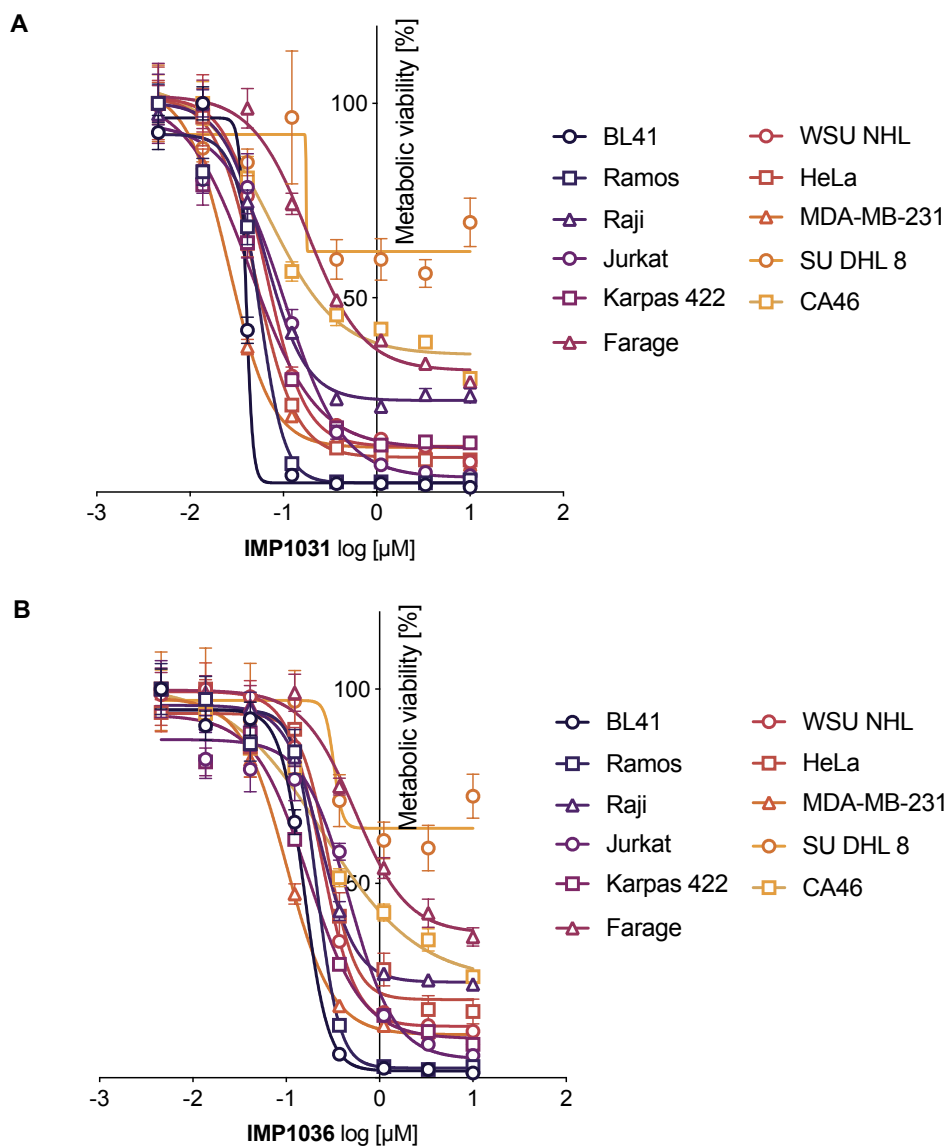 A
Metabolic viability [%]
100
50
-3 -2 -1 0 1 2
IMP1031 log [µM]
BL41
Ramos
Raji
Jurkat
Karpas 422
Farage
WSU NHL
HeLa
MDA-MB-231
SU DHL 8
CA46
B
Metabolic viability [%]
100
50
-3 -2 -1 0 1 2
IMP1036 log [µM]
BL41
Ramos
Raji
Jurkat
Karpas 422
Farage
WSU NHL
HeLa
MDA-MB-231
SU DHL 8
CA46